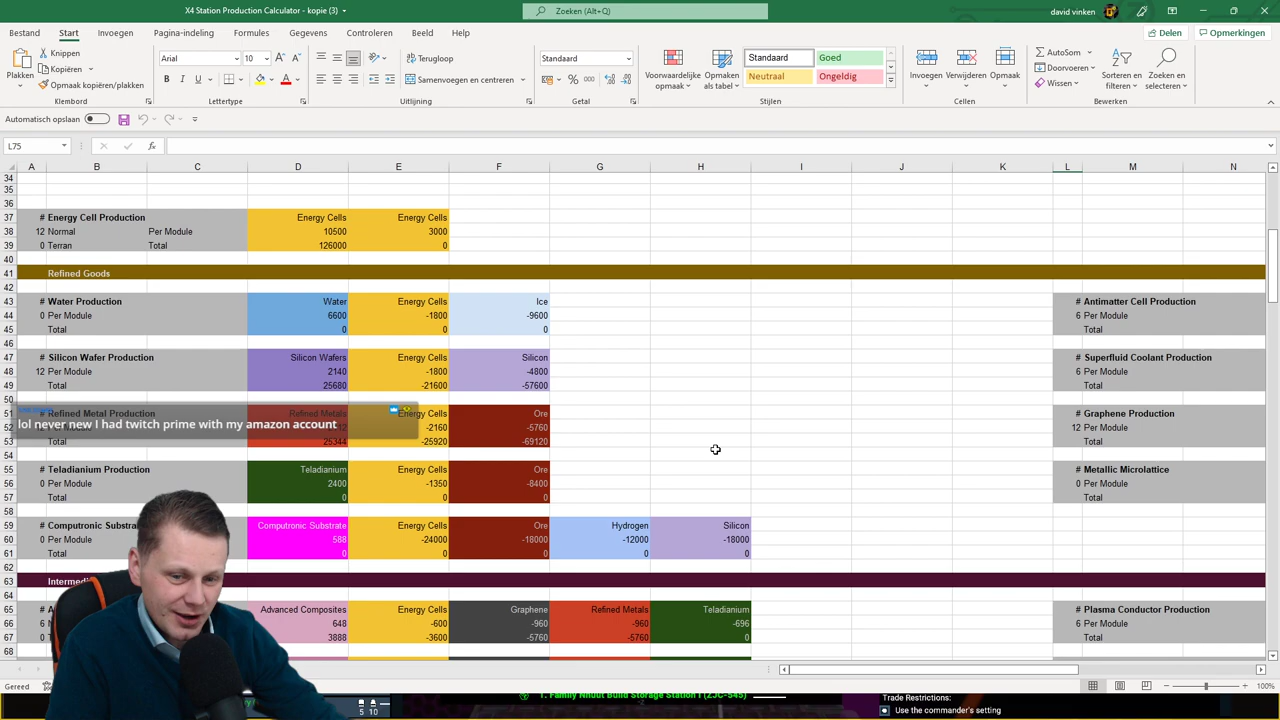 X4 Station Production Calculator - kopie (3)
Zoeken (Alt+Q)
david vinken
Bestand Start Invoegen Pagina-indeling Formules Gegevens Controleren Beeld Help
Delen Opmerkingen
Plakken
Knippen
Kopiëren
Opmaak kopiëren/plakken
Klembord
Arial 10
B I U
Lettertype
Terugloop
Samenvoegen en centreren
Uitlijning
Standaard
Getal
Voorwaardelijke opmaak
Opmaken als tabel
Standaard Goed
Neutraal Ongeldig
Stijlen
Invoegen Verwijderen Opmaak
Cellen
AutoSom
Doorvoeren
Wissen
Sorteren en filteren
Zoeken en selecteren
Bewerken
Automatisch opslaan
L75 fx
A B C D E F G H I J K L M N
34
35
36
37 # Energy Cell Production Energy Cells Energy Cells
38 12 Normal Per Module 10500 3000
39 0 Terran Total 126000 0
40
41 Refined Goods
42
43 # Water Production Water Energy Cells Ice # Antimatter Cell Production
44 0 Per Module 6600 -1800 -9600 6 Per Module
45 Total 0 0 0 Total
46
47 # Silicon Wafer Production Silicon Wafers Energy Cells Silicon # Superfluid Coolant Production
48 12 Per Module 2140 -1800 -4800 6 Per Module
49 Total 25680 -21600 -57600 Total
50
51 # Refined Metal Production Refined Metals Energy Cells Ore # Graphene Production
lol never new I had twitch prime with my amazon account
52 -2160 -5760 12 Per Module
53 Total 25344 -25920 -69120 Total
54
55 # Teladianium Production Teladianium Energy Cells Ore # Metallic Microlattice
56 0 Per Module 2400 -1350 -8400 0 Per Module
57 Total 0 0 0 Total
58
59 # Computronic Substra Computronic Substrate Energy Cells Ore Hydrogen Silicon
60 0 Per Module 588 -24000 -18000 -12000 -18000
61 Total 0 0 0 0 0
62
63 Intermedi
64
65 # A Advanced Composites Energy Cells Graphene Refined Metals Teladianium # Plasma Conductor Production
66 6 648 -600 -960 -960 -696 6 Per Module
67 0 3888 -3600 -5760 -5760 0 Total
68
Gereed
100%
1. Family Nhuut Build Storage Station I (ZJC-545)
5 10
Trade Restrictions:
Use the commander's setting